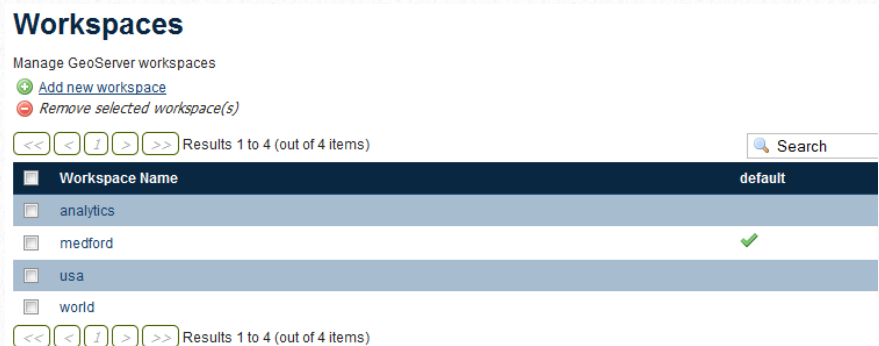 Workspaces
Manage GeoServer workspaces
Add new workspace
Remove selected workspace(s)
<< < 1 > >> Results 1 to 4 (out of 4 items) Search
Workspace Name default
analytics
medford
usa
world
<< < 1 > >> Results 1 to 4 (out of 4 items)